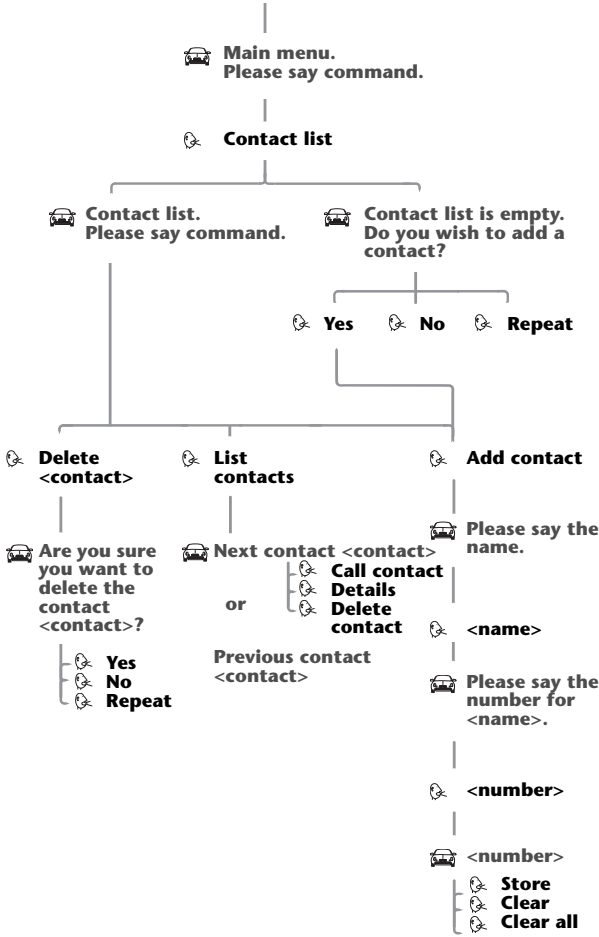 Main menu.
Please say command.
Contact list
Contact list.
Please say command.
Contact list is empty.
Do you wish to add a
contact?
Yes
No
Repeat
Delete
<contact>
List
contacts
Add contact
Are you sure
you want to
delete the
contact
<contact>?
Yes
No
Repeat
Next contact <contact>
Call contact
Details
Delete
contact
or
Previous contact
<contact>
Please say the
name.
<name>
Please say the
number for
<name>.
<number>
<number>
Store
Clear
Clear all